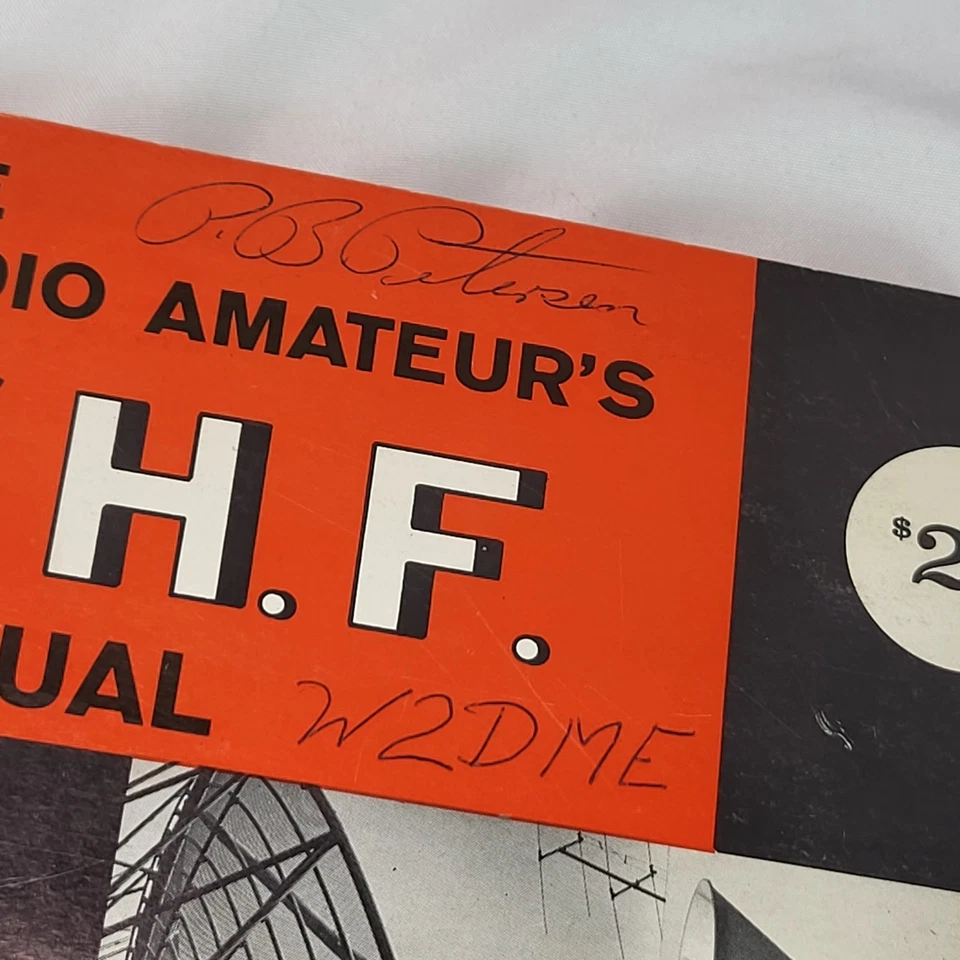 E
P.B Petersen
DIO AMATEUR'S
H.F.
$2
UAL
W2DME